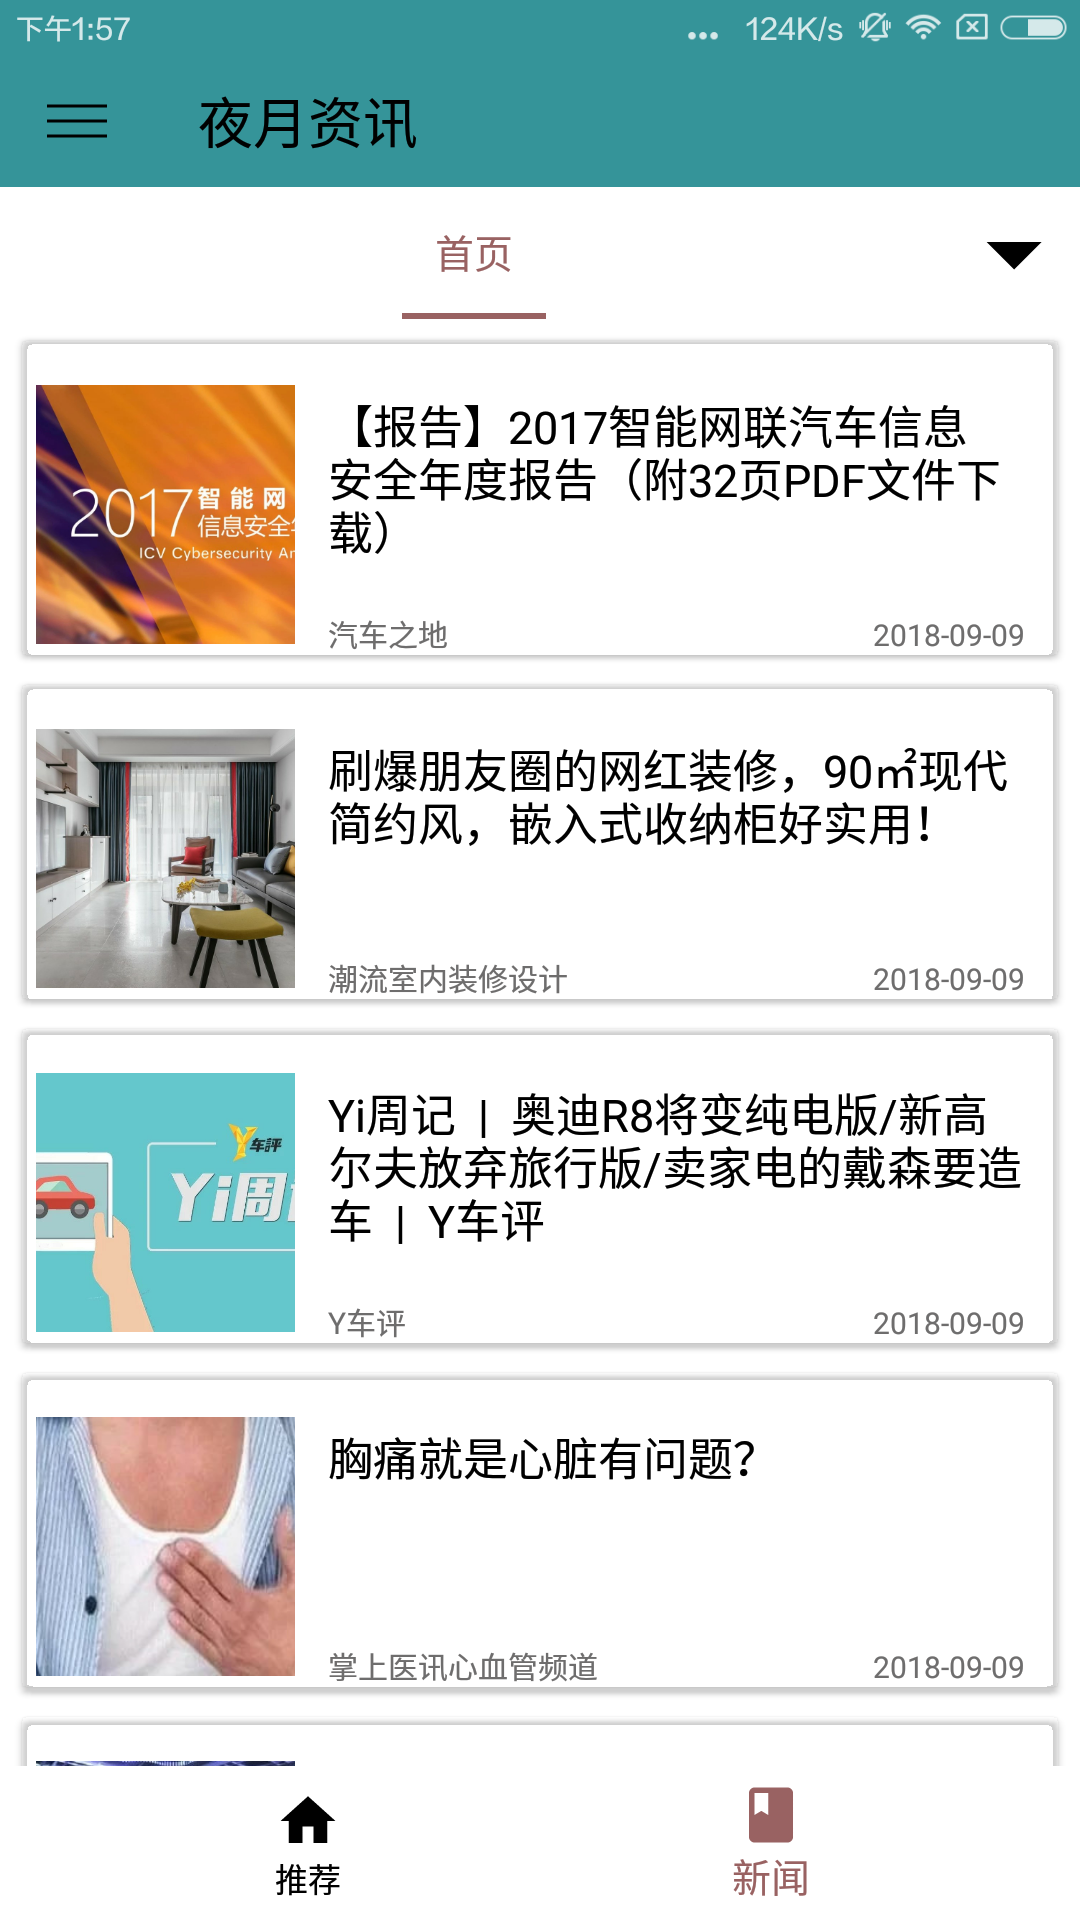 下午1:57
... 124K/s
夜月资讯
首页
2017智能网
信息安全
ICV Cybersecurity An
【报告】2017智能网联汽车信息
安全年度报告（附32页PDF文件下
载）
汽车之地 2018-09-09
刷爆朋友圈的网红装修，90㎡现代
简约风，嵌入式收纳柜好实用！
潮流室内装修设计 2018-09-09
Y车评
Yi周
Yi周记 | 奥迪R8将变纯电版/新高
尔夫放弃旅行版/卖家电的戴森要造
车 | Y车评
Y车评 2018-09-09
胸痛就是心脏有问题？
掌上医讯心血管频道 2018-09-09
推荐 新闻